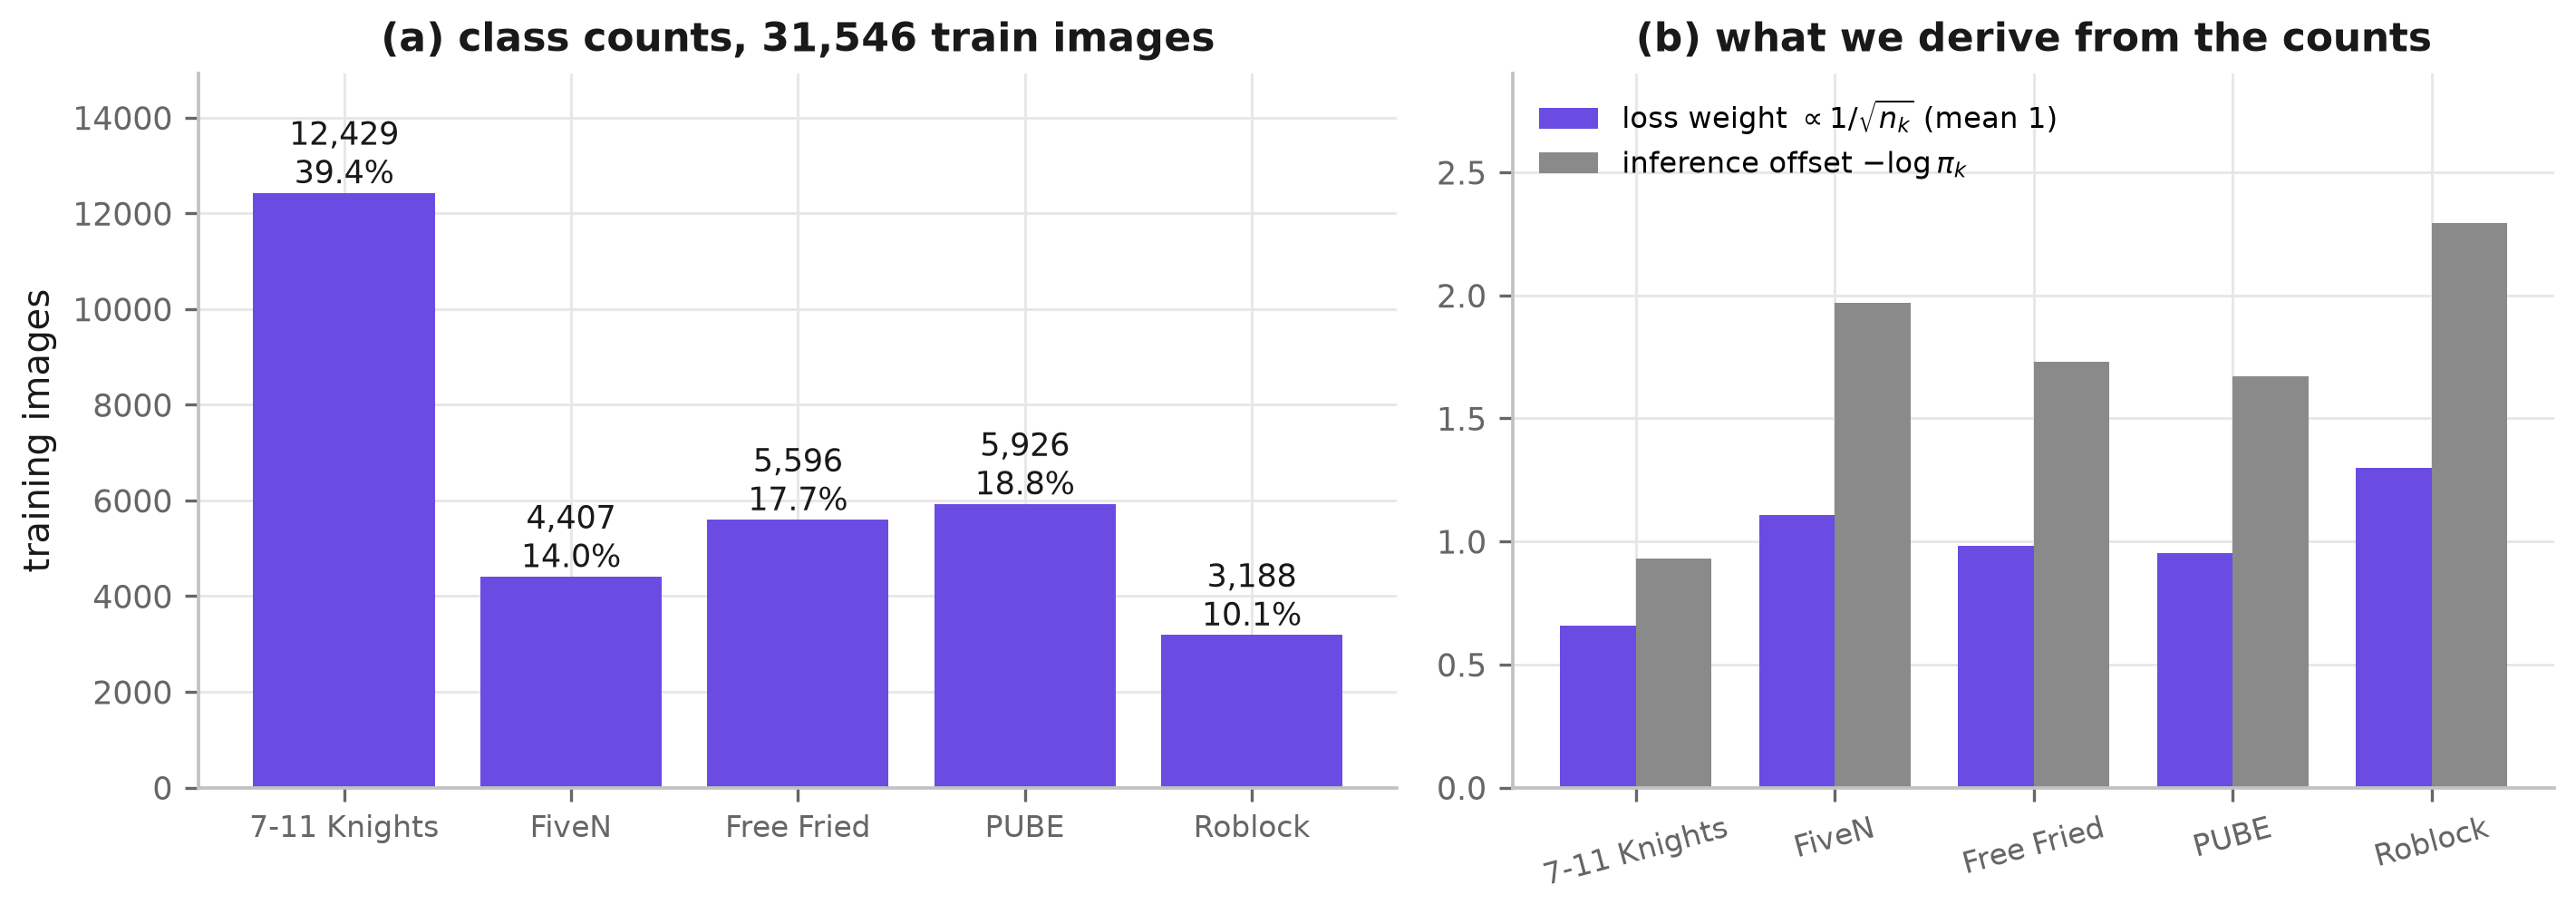 (a) class counts, 31,546 train images
training images
14000
12000
10000
8000
6000
4000
2000
0
12,429
39.4%
4,407
14.0%
5,596
17.7%
5,926
18.8%
3,188
10.1%
7-11 Knights
FiveN
Free Fried
PUBE
Roblock
(b) what we derive from the counts
loss weight ∝ 1/√n_k (mean 1)
inference offset −log π_k
2.5
2.0
1.5
1.0
0.5
0.0
7-11 Knights
FiveN
Free Fried
PUBE
Roblock